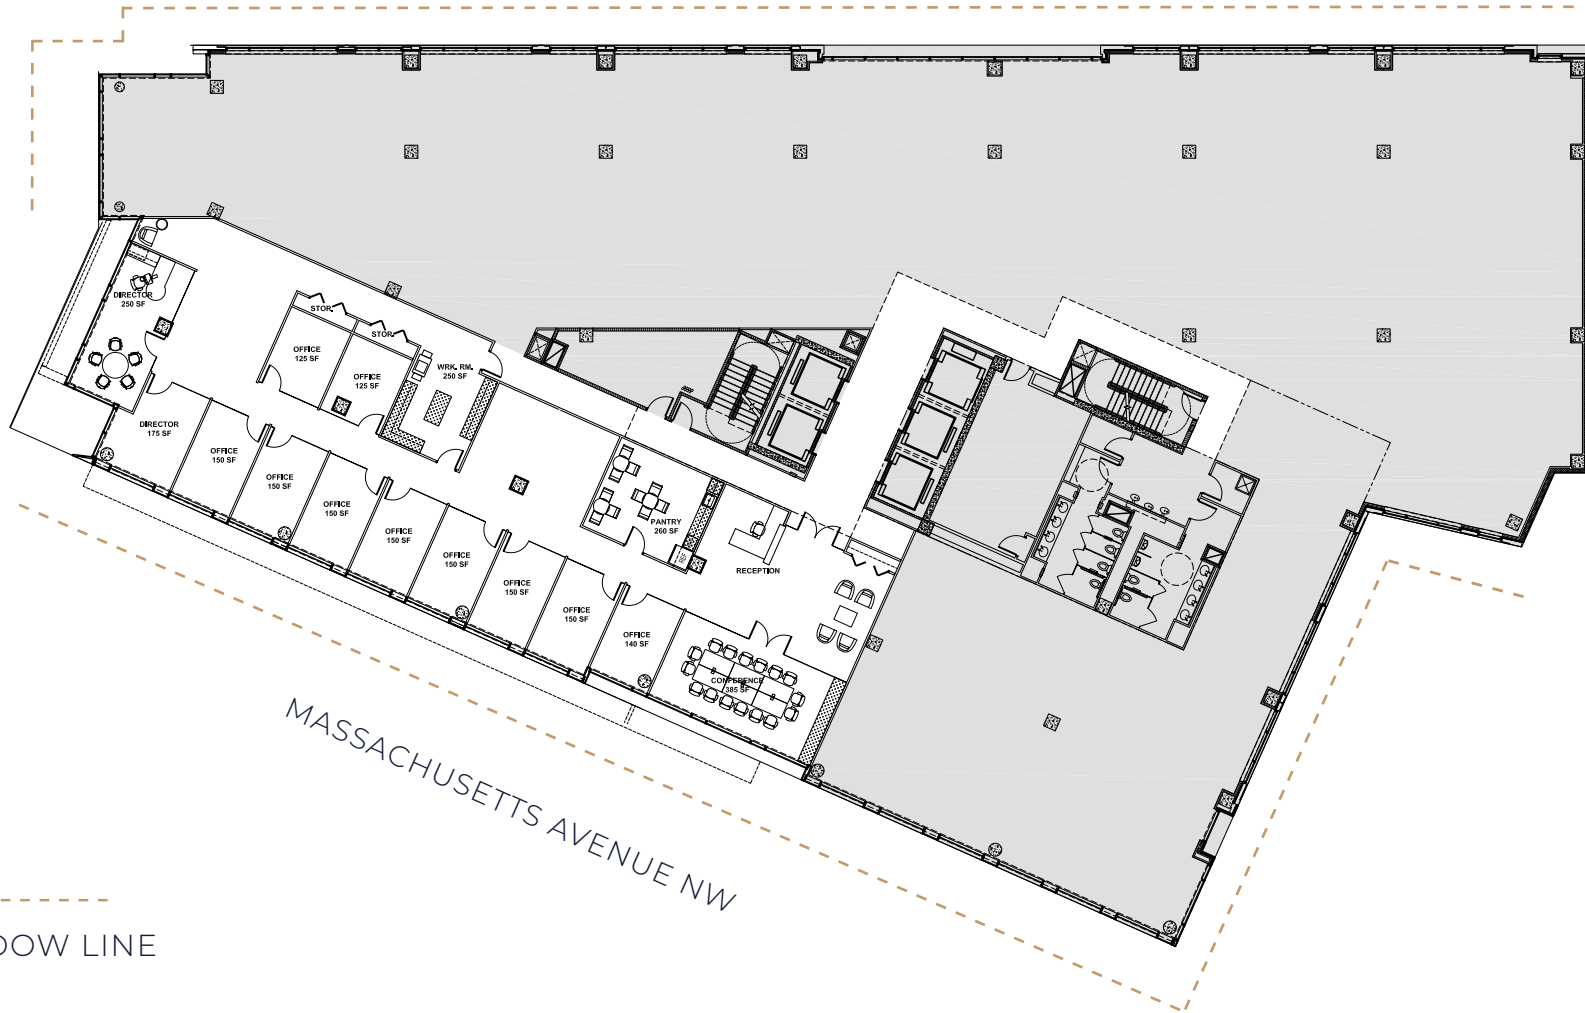 DIRECTOR
250 SF
STOR.
STOR.
OFFICE
125 SF
OFFICE
125 SF
WRK. RM.
250 SF
DIRECTOR
175 SF
OFFICE
150 SF
OFFICE
150 SF
OFFICE
150 SF
OFFICE
150 SF
OFFICE
150 SF
OFFICE
150 SF
OFFICE
150 SF
OFFICE
140 SF
PANTRY
260 SF
REF
RECEPTION
CONFERENCE
385 SF
MASSACHUSETTS AVENUE NW
DOW LINE